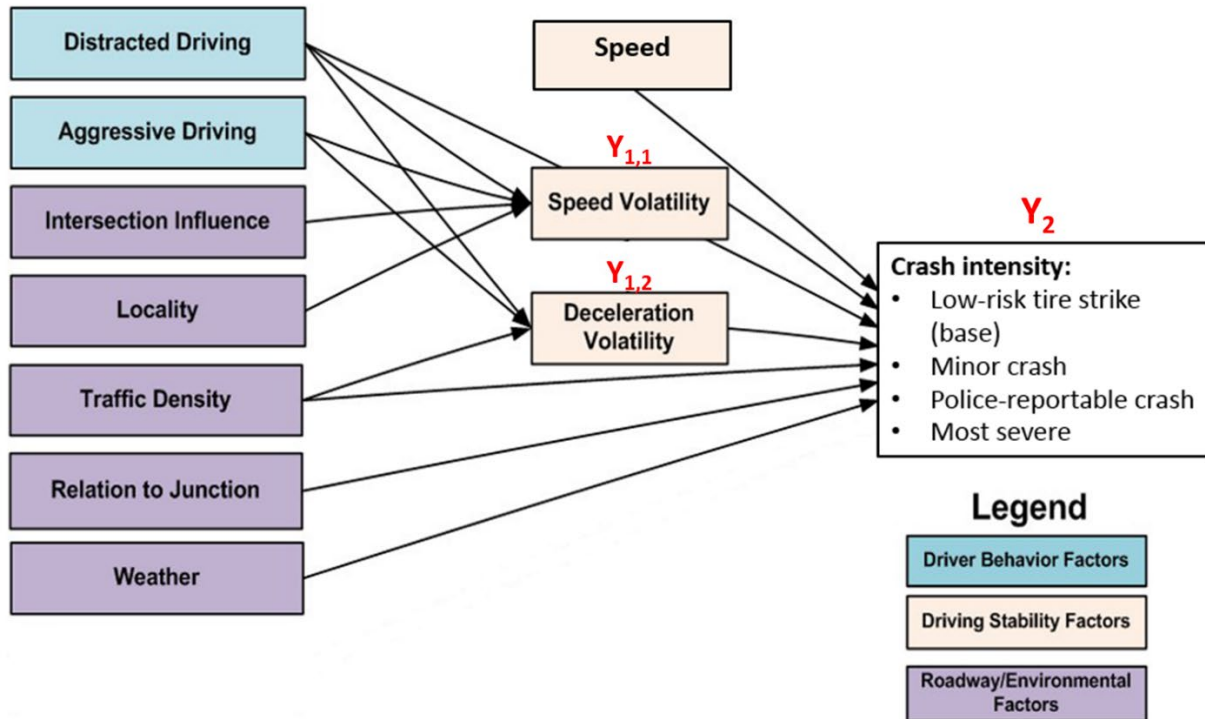 Distracted Driving
Aggressive Driving
Intersection Influence
Locality
Traffic Density
Relation to Junction
Weather
Speed
Y1,1
Speed Volatility
Y1,2
Deceleration
Volatility
Y2
Crash intensity:
• Low-risk tire strike
(base)
• Minor crash
• Police-reportable crash
• Most severe
Legend
Driver Behavior Factors
Driving Stability Factors
Roadway/Environmental
Factors